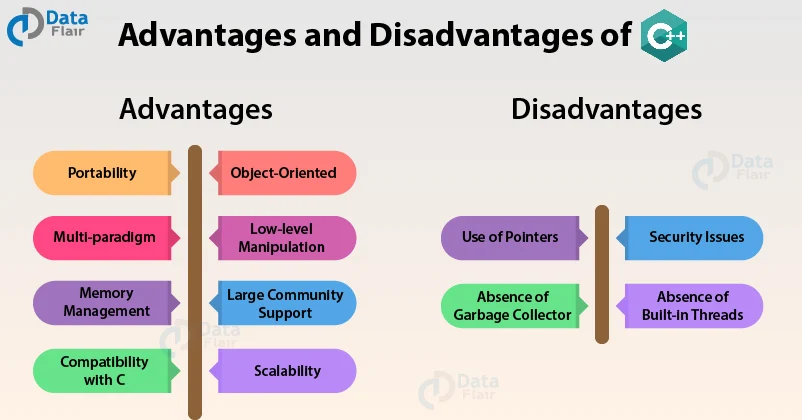 Data
Flair
Advantages and Disadvantages of C++
Advantages
Disadvantages
Portability
Object-Oriented
Multi-paradigm
Low-level
Manipulation
Memory
Management
Large Community
Support
Compatibility
with C
Scalability
Use of Pointers
Security Issues
Absence of
Garbage Collector
Absence of
Built-in Threads
Data
Flair
Data
Flair
Data
Flair